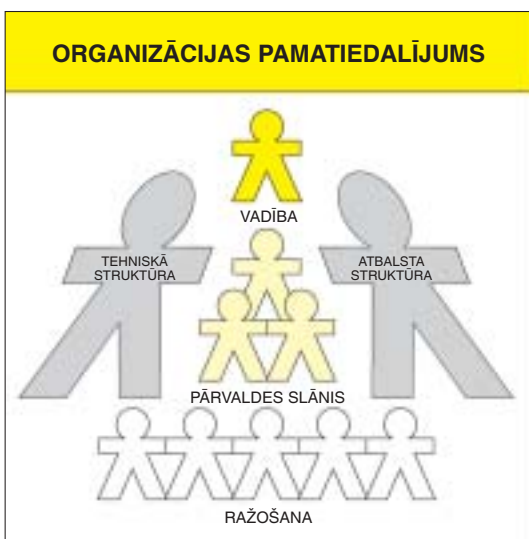 ORGANIZĀCIJAS PAMATIEDALĪJUMS
VADĪBA
TEHNISKĀ
STRUKTŪRA
ATBALSTA
STRUKTŪRA
PĀRVALDES SLĀNIS
RAŽOŠANA